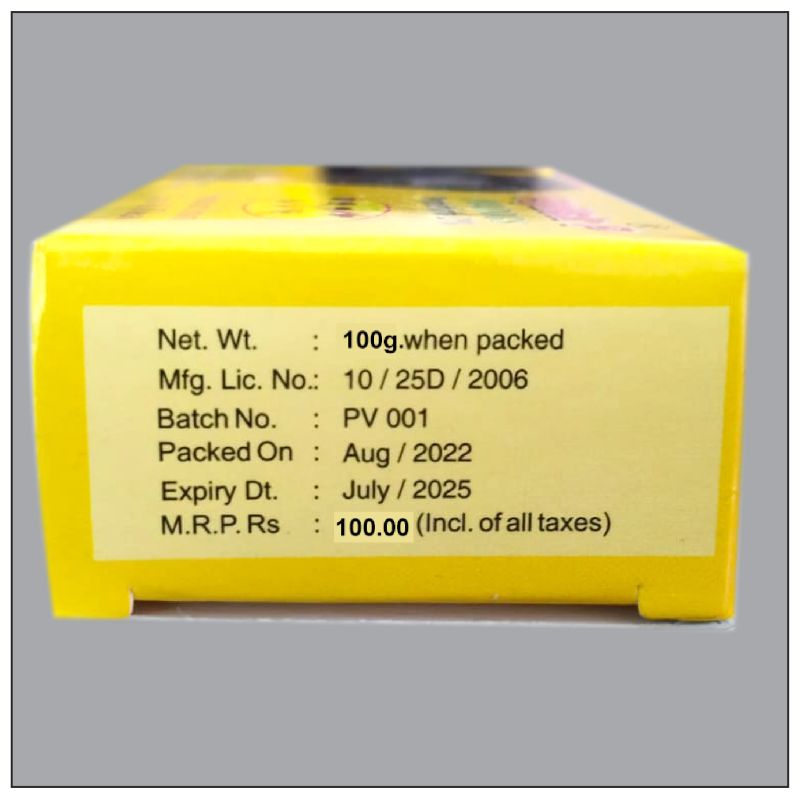 Net. Wt. : 100g.when packed
Mfg. Lic. No.: 10 / 25D / 2006
Batch No. : PV 001
Packed On : Aug / 2022
Expiry Dt. : July / 2025
M.R.P. Rs : 100.00 (Incl. of all taxes)